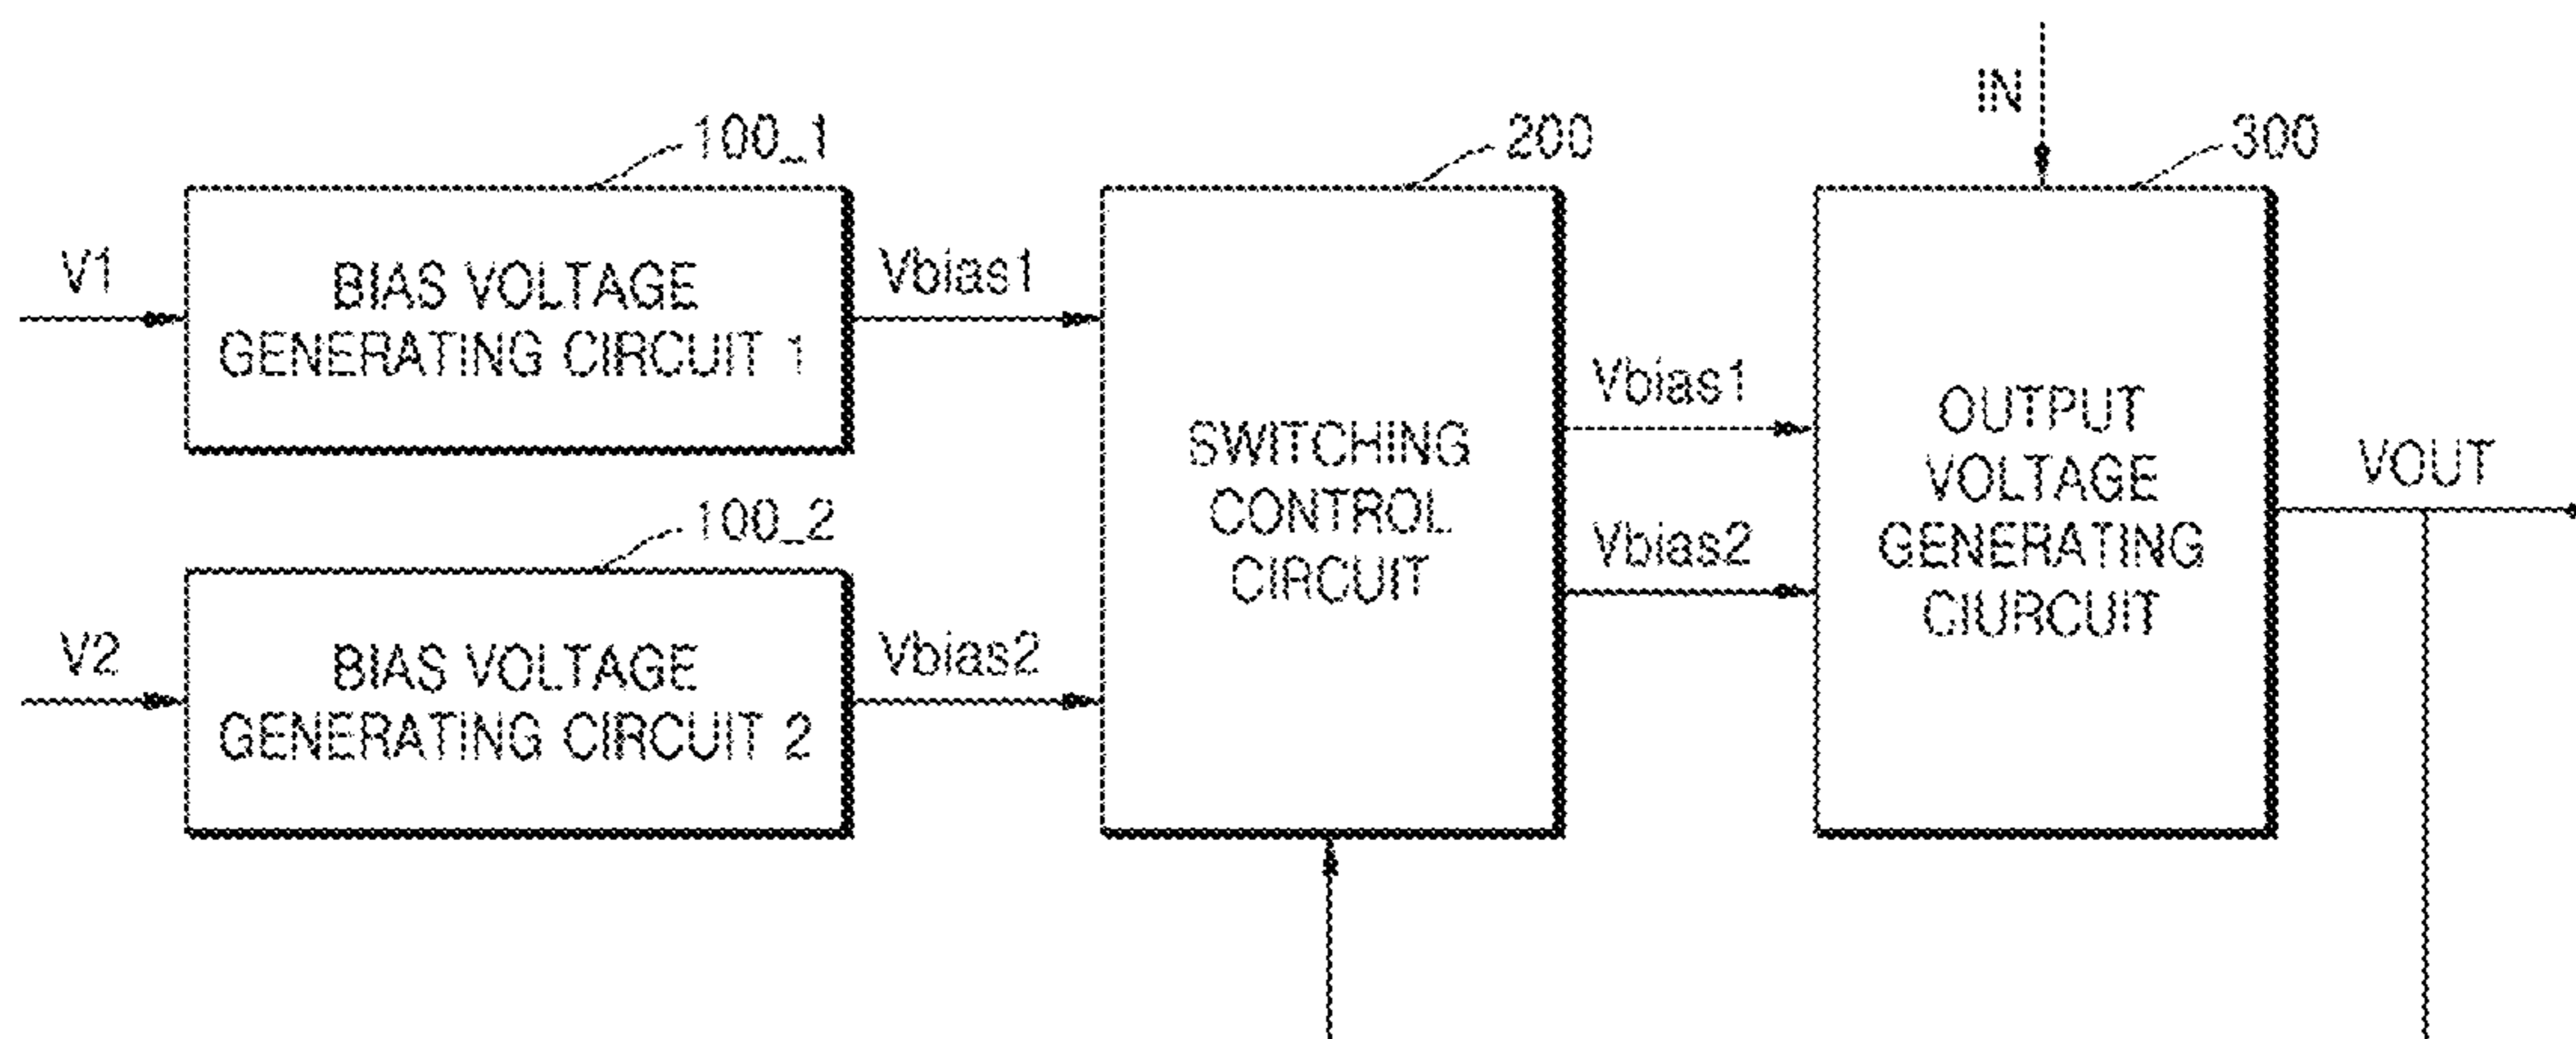 IN
100_1
200
300
V1
BIAS VOLTAGE
GENERATING CIRCUIT 1
Vbias1
Vbias1
OUTPUT
VOLTAGE
GENERATING
CIURCUIT
VOUT
SWITCHING
CONTROL
CIRCUIT
Vbias2
100_2
V2
BIAS VOLTAGE
GENERATING CIRCUIT 2
Vbias2